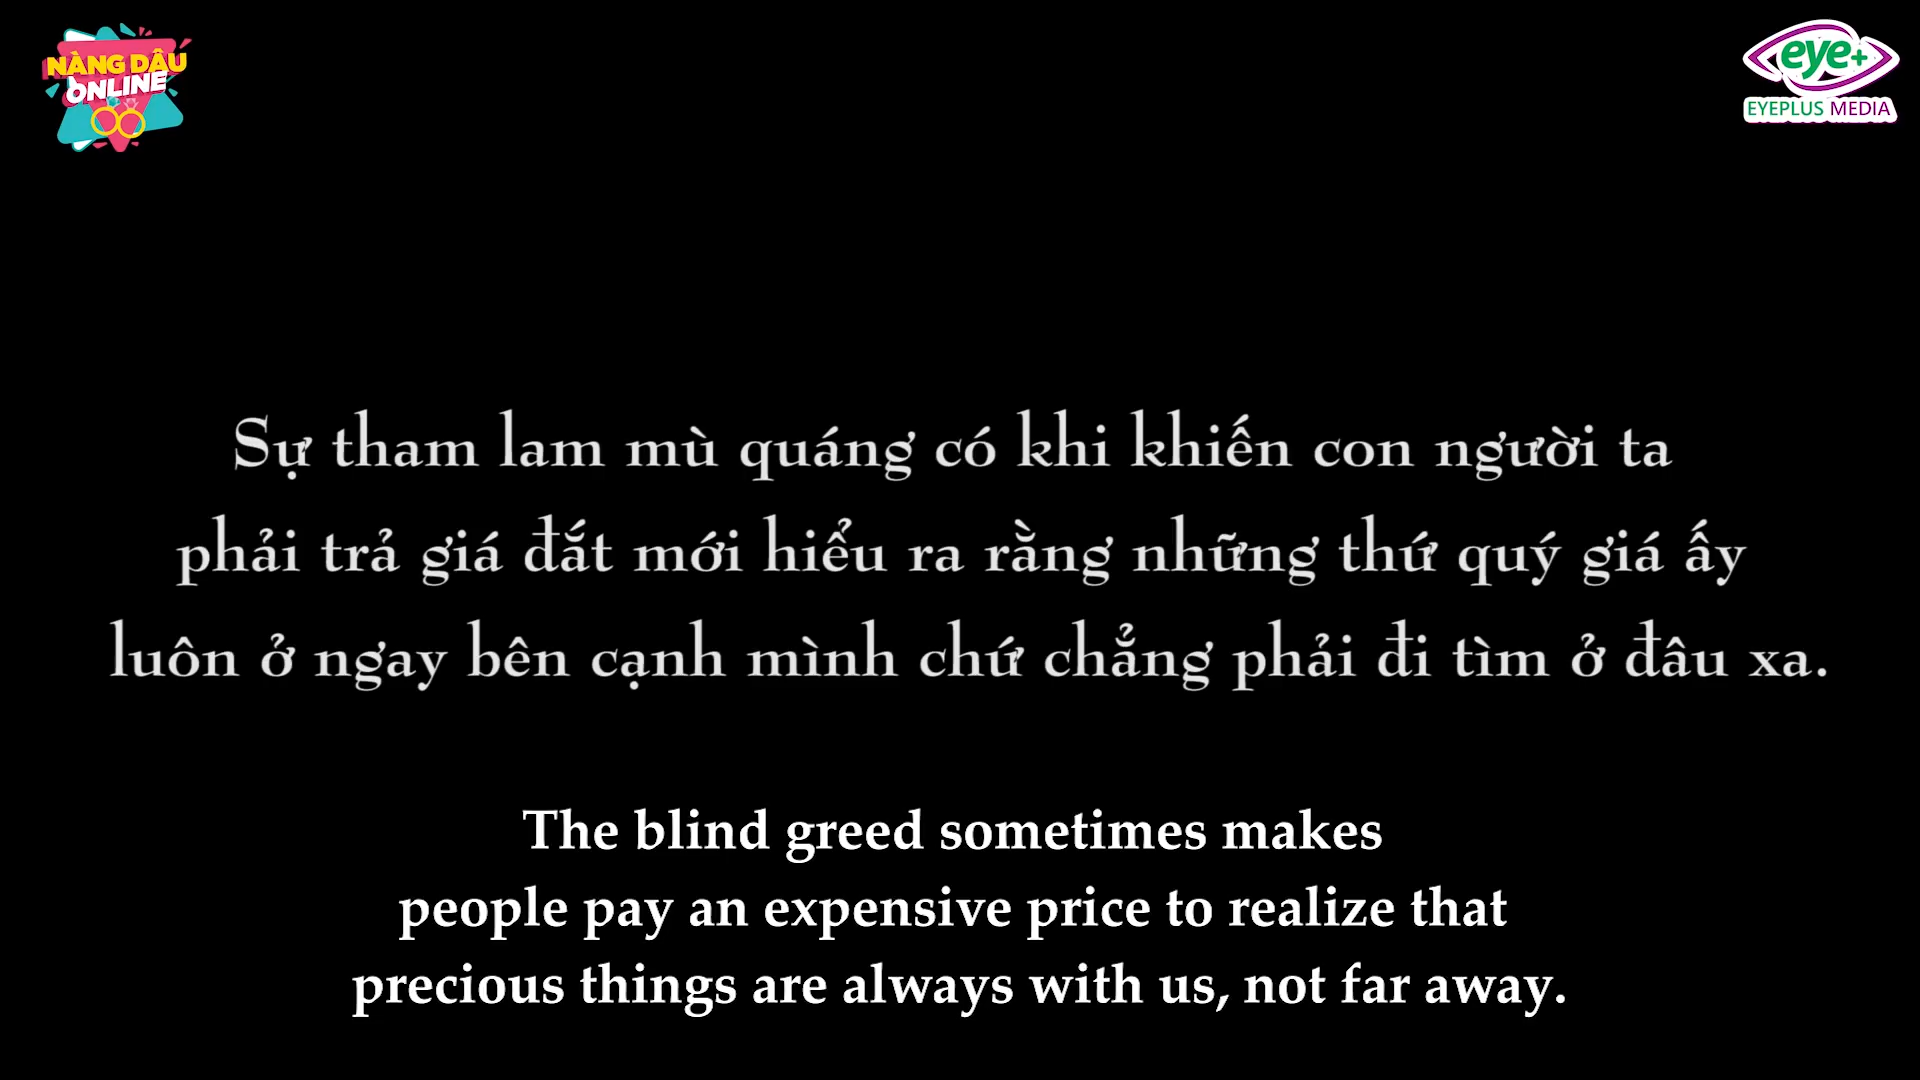 NÀNG DÂU
ONLINE
eye+
EYEPLUS MEDIA
Sự tham lam mù quáng có khi khiến con người ta
phải trả giá đắt mới hiểu ra rằng những thứ quý giá ấy
luôn ở ngay bên cạnh mình chứ chẳng phải đi tìm ở đâu xa.
The blind greed sometimes makes
people pay an expensive price to realize that
precious things are always with us, not far away.